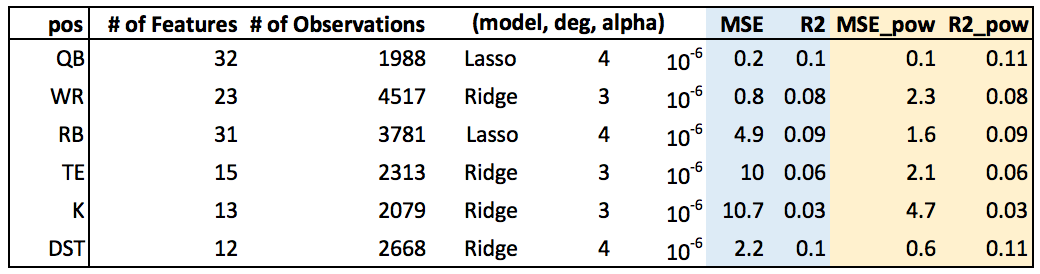 pos # of Features # of Observations (model, deg, alpha) MSE R2 MSE_pow R2_pow
QB 32 1988 Lasso 4 10-6 0.2 0.1 0.1 0.11
WR 23 4517 Ridge 3 10-6 0.8 0.08 2.3 0.08
RB 31 3781 Lasso 4 10-6 4.9 0.09 1.6 0.09
TE 15 2313 Ridge 3 10-6 10 0.06 2.1 0.06
K 13 2079 Ridge 3 10-6 10.7 0.03 4.7 0.03
DST 12 2668 Ridge 4 10-6 2.2 0.1 0.6 0.11